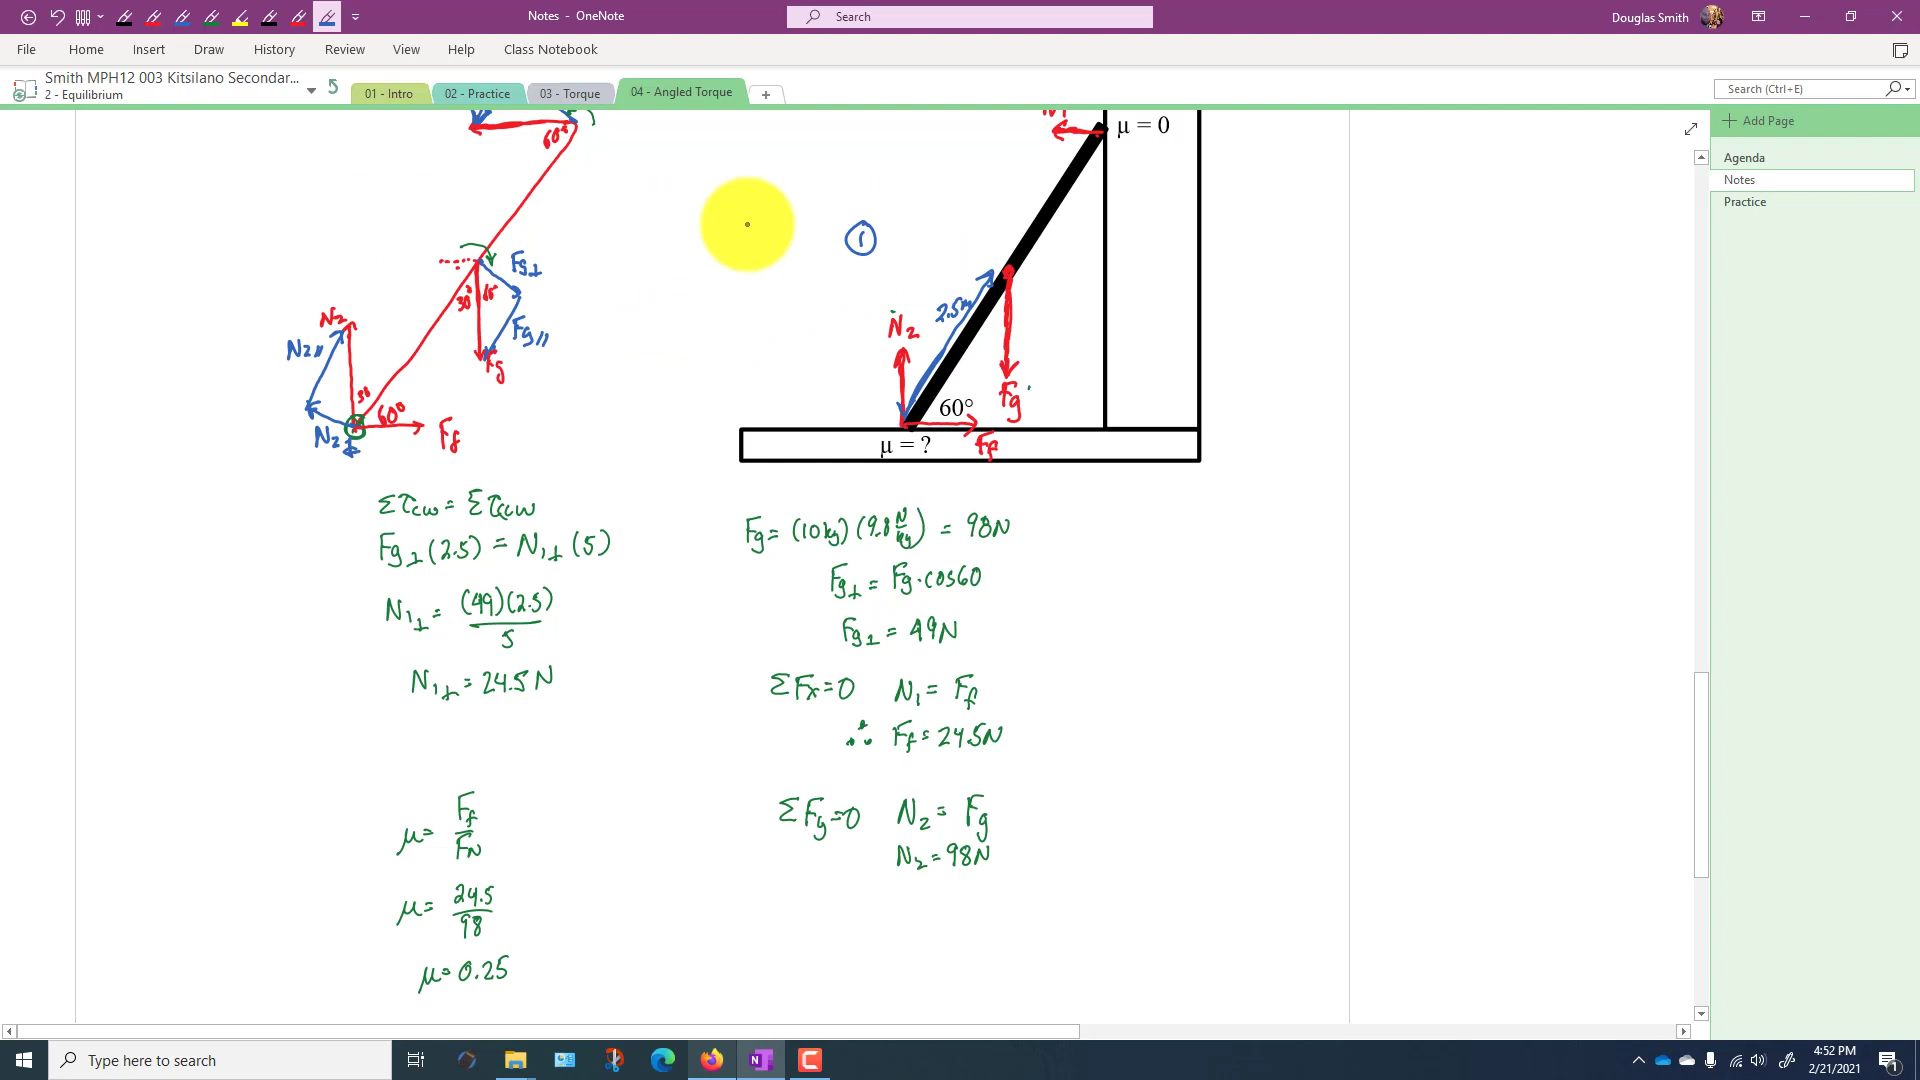 Notes - OneNote
Search
Douglas Smith
File Home Insert Draw History Review View Help Class Notebook
Smith MPH12 003 Kitsilano Secondar...
2 - Equilibrium
01 - Intro
02 - Practice
03 - Torque
04 - Angled Torque
Search (Ctrl+E)
Add Page
Agenda
Notes
Practice
60°
μ = 0
①
Fg⊥
30°
Fg//
Fg
N2
N2//
30
60°
N2⊥
Ff
N2
2.5m
Fg
60°
μ = ?
Ff
Στcw = Στccw
Fg⊥(2.5) = N1⊥(5)
N1⊥ = (49)(2.5)
5
N1⊥ = 24.5 N
Fg = (10kg)(9.8 N/kg) = 98N
Fg⊥ = Fg·cos60
Fg⊥ = 49N
ΣFx=0 N1 = Ff
∴ Ff = 24.5N
ΣFy=0 N2 = Fg
N2 = 98N
μ = Ff
FN
μ = 24.5
98
μ = 0.25
Type here to search
4:52 PM
2/21/2021